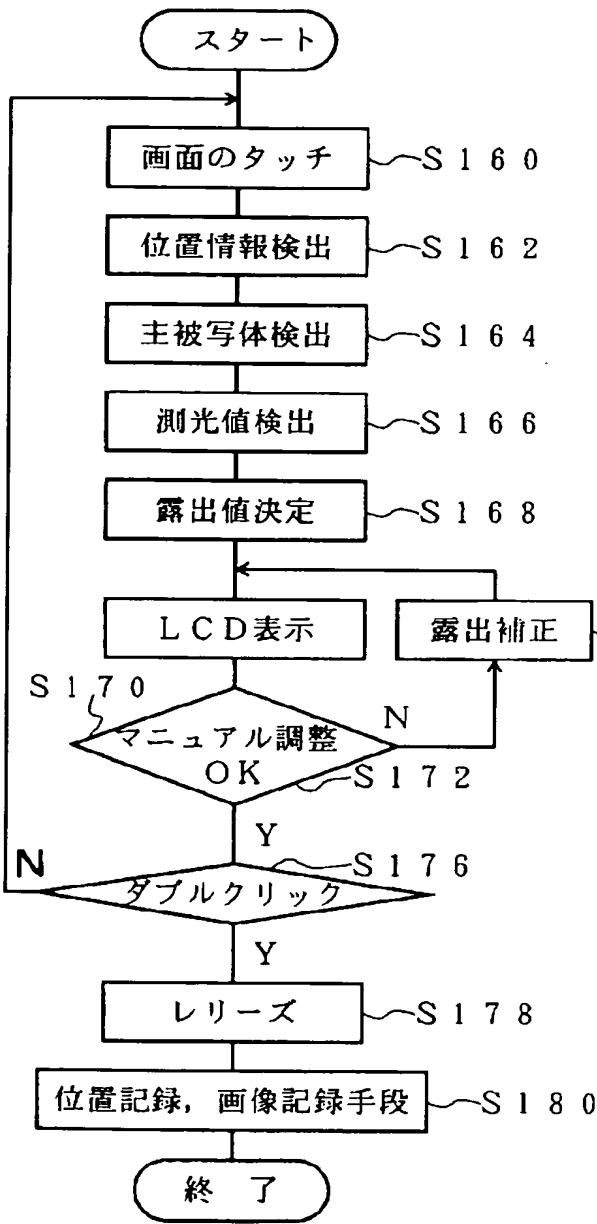 スタート
画面のタッチ S160
位置情報検出 S162
主被写体検出 S164
測光値検出 S166
露出値決定 S168
LCD表示 露出補正
S170
マニュアル調整
OK
N
S172
Y
S176
N
ダブルクリック
Y
レリーズ S178
位置記録，画像記録手段 S180
終了